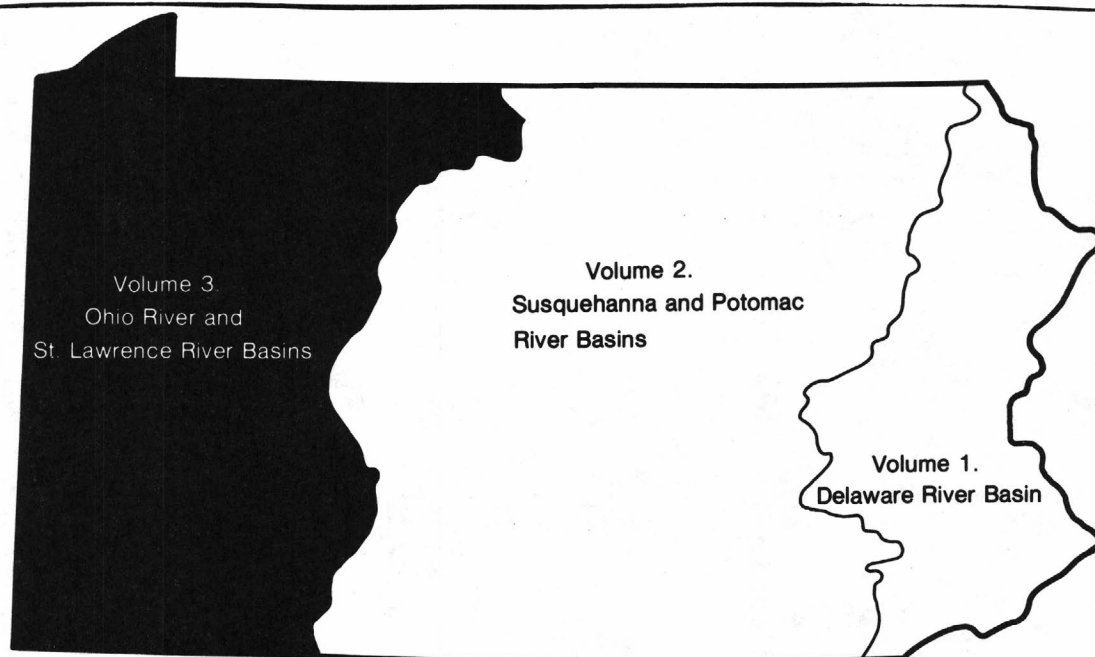 Volume 3.
Ohio River and
St. Lawrence River Basins
Volume 2.
Susquehanna and Potomac
River Basins
Volume 1.
Delaware River Basin